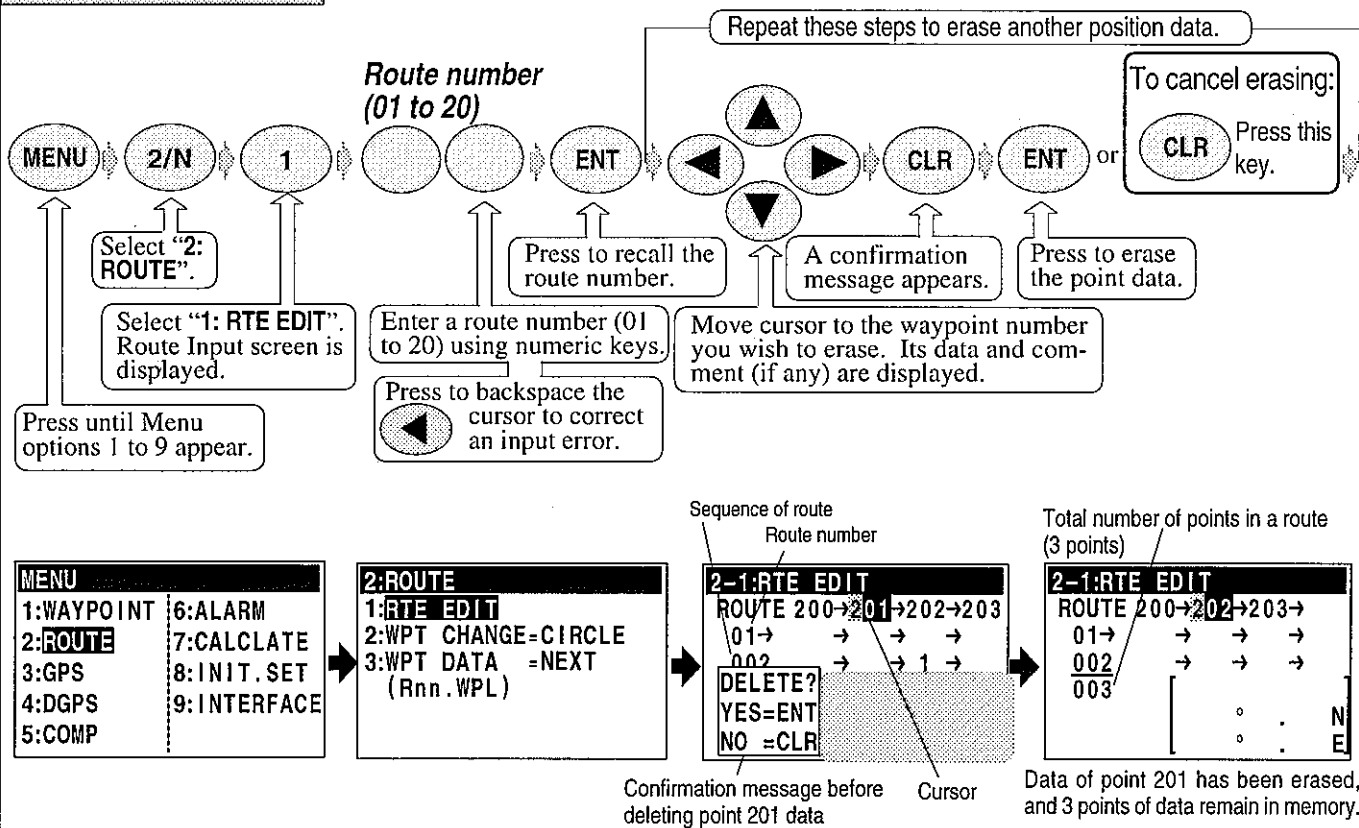 Repeat these steps to erase another position data.
Route number
(01 to 20)
To cancel erasing:
CLR
Press this
key.
MENU
2/N
1
ENT
CLR
ENT
or
Select “2:
ROUTE”.
Press to recall the
route number.
A confirmation
message appears.
Press to erase
the point data.
Select “1: RTE EDIT”.
Route Input screen is
displayed.
Enter a route number (01
to 20) using numeric keys.
Move cursor to the waypoint number
you wish to erase. Its data and com-
ment (if any) are displayed.
Press to backspace the
cursor to correct
an input error.
Press until Menu
options 1 to 9 appear.
Sequence of route
Route number
Total number of points in a route
(3 points)
MENU
1:WAYPOINT 6:ALARM
2:ROUTE 7:CALCLATE
3:GPS 8:INIT.SET
4:DGPS 9:INTERFACE
5:COMP
2:ROUTE
1:RTE EDIT
2:WPT CHANGE=CIRCLE
3:WPT DATA =NEXT
(Rnn.WPL)
2-1:RTE EDIT
ROUTE 200→201→202→203
01→ → → →
002 → → 1 →
DELETE?
YES=ENT
NO =CLR
2-1:RTE EDIT
ROUTE 200→202→203→
01→ → → →
002 → → →
003
° . N
° . E
Confirmation message before
deleting point 201 data
Cursor
Data of point 201 has been erased,
and 3 points of data remain in memory.